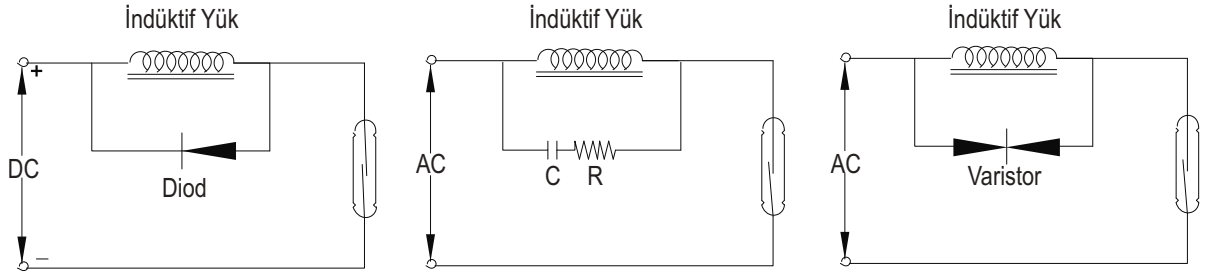 İndüktif Yük
+
DC
Diod
–
İndüktif Yük
AC
C R
İndüktif Yük
AC
Varistor